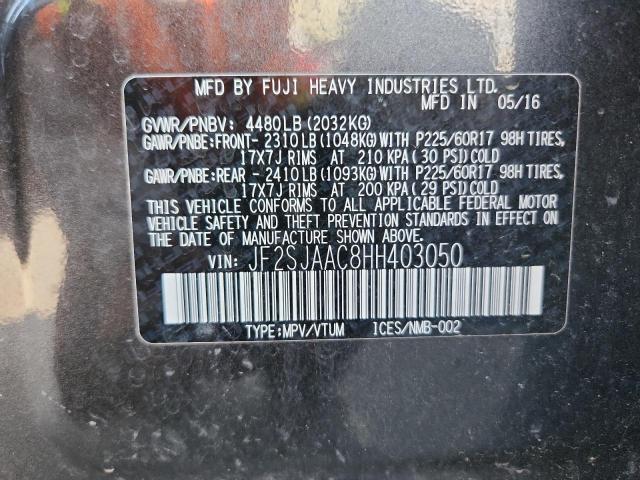 MFD BY FUJI HEAVY INDUSTRIES LTD.
MFD IN 05/16
GVWR/PNBV: 4480LB(2032KG)
GAWR/PNBE:FRONT- 2310LB(1048KG)WITH P225/60R17 98H TIRES,
17X7J RIMS AT 210 KPA(30 PSI)COLD
GAWR/PNBE:REAR - 2410LB(1093KG)WITH P225/60R17 98H TIRES,
17X7J RIMS AT 200 KPA(29 PSI)COLD
THIS VEHICLE CONFORMS TO ALL APPLICABLE FEDERAL MOTOR
VEHICLE SAFETY AND THEFT PREVENTION STANDARDS IN EFFECT ON
THE DATE OF MANUFACTURE SHOWN ABOVE.
VIN: JF2SJAAC8HH403050
TYPE:MPV/VTUM ICES/NMB-002